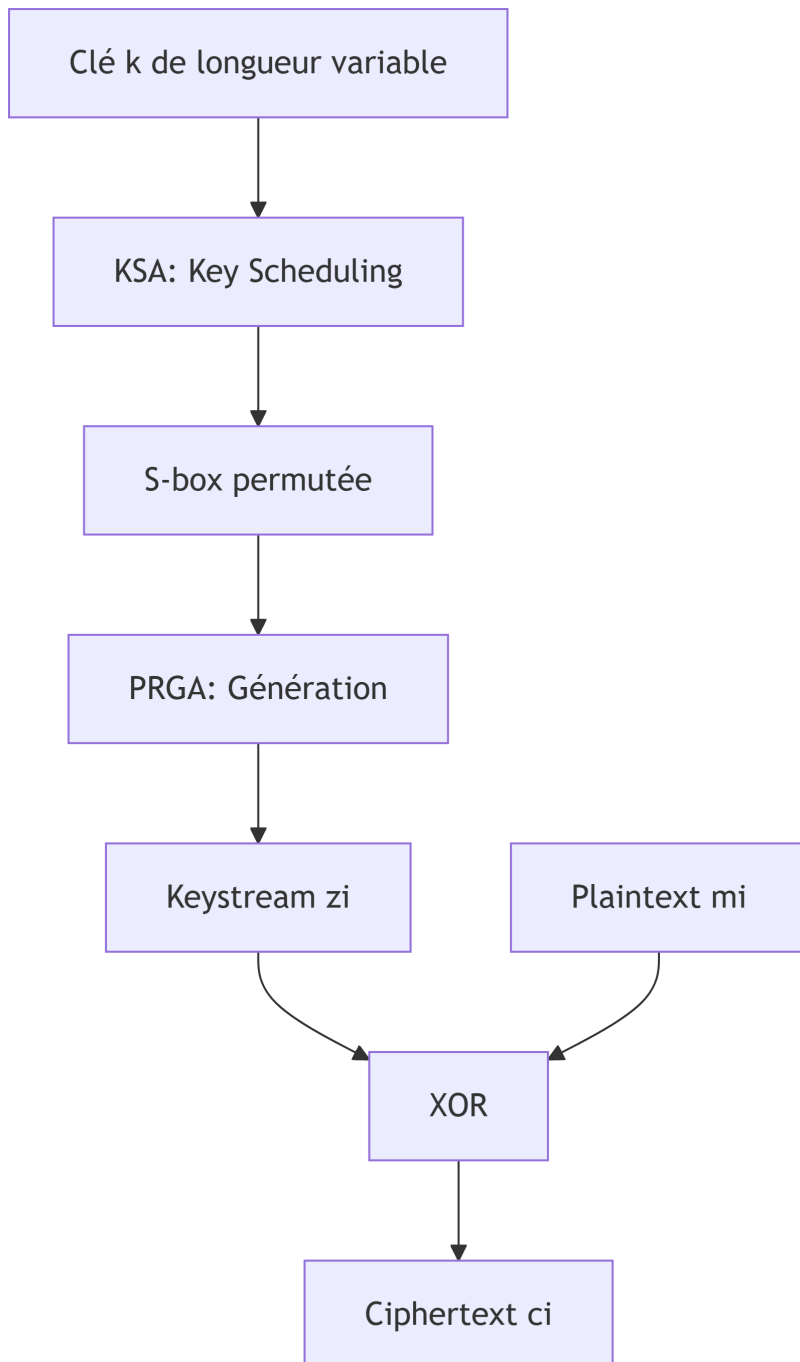 Clé k de longueur variable
KSA: Key Scheduling
S-box permutée
PRGA: Génération
Keystream zi
Plaintext mi
XOR
Ciphertext ci